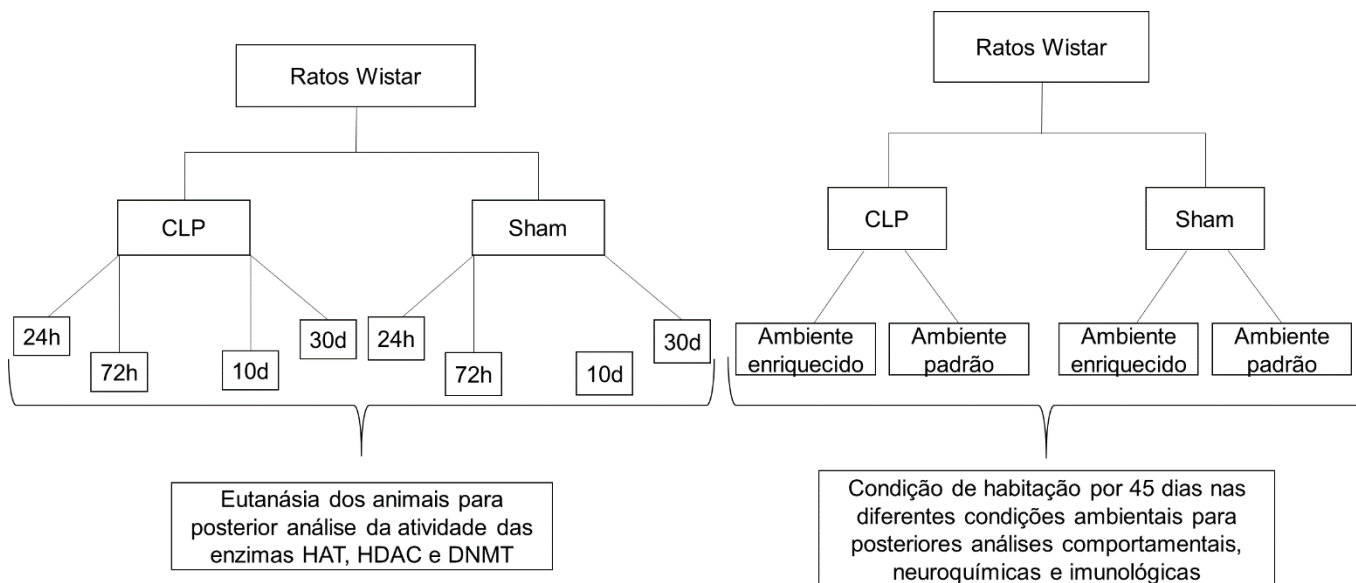 Ratos Wistar
CLP
Sham
24h
72h
10d
30d
24h
72h
10d
30d
Eutanásia dos animais para
posterior análise da atividade das
enzimas HAT, HDAC e DNMT
Ratos Wistar
CLP
Sham
Ambiente
enriquecido
Ambiente
padrão
Ambiente
enriquecido
Ambiente
padrão
Condição de habitação por 45 dias nas
diferentes condições ambientais para
posteriores análises comportamentais,
neuroquímicas e imunológicas